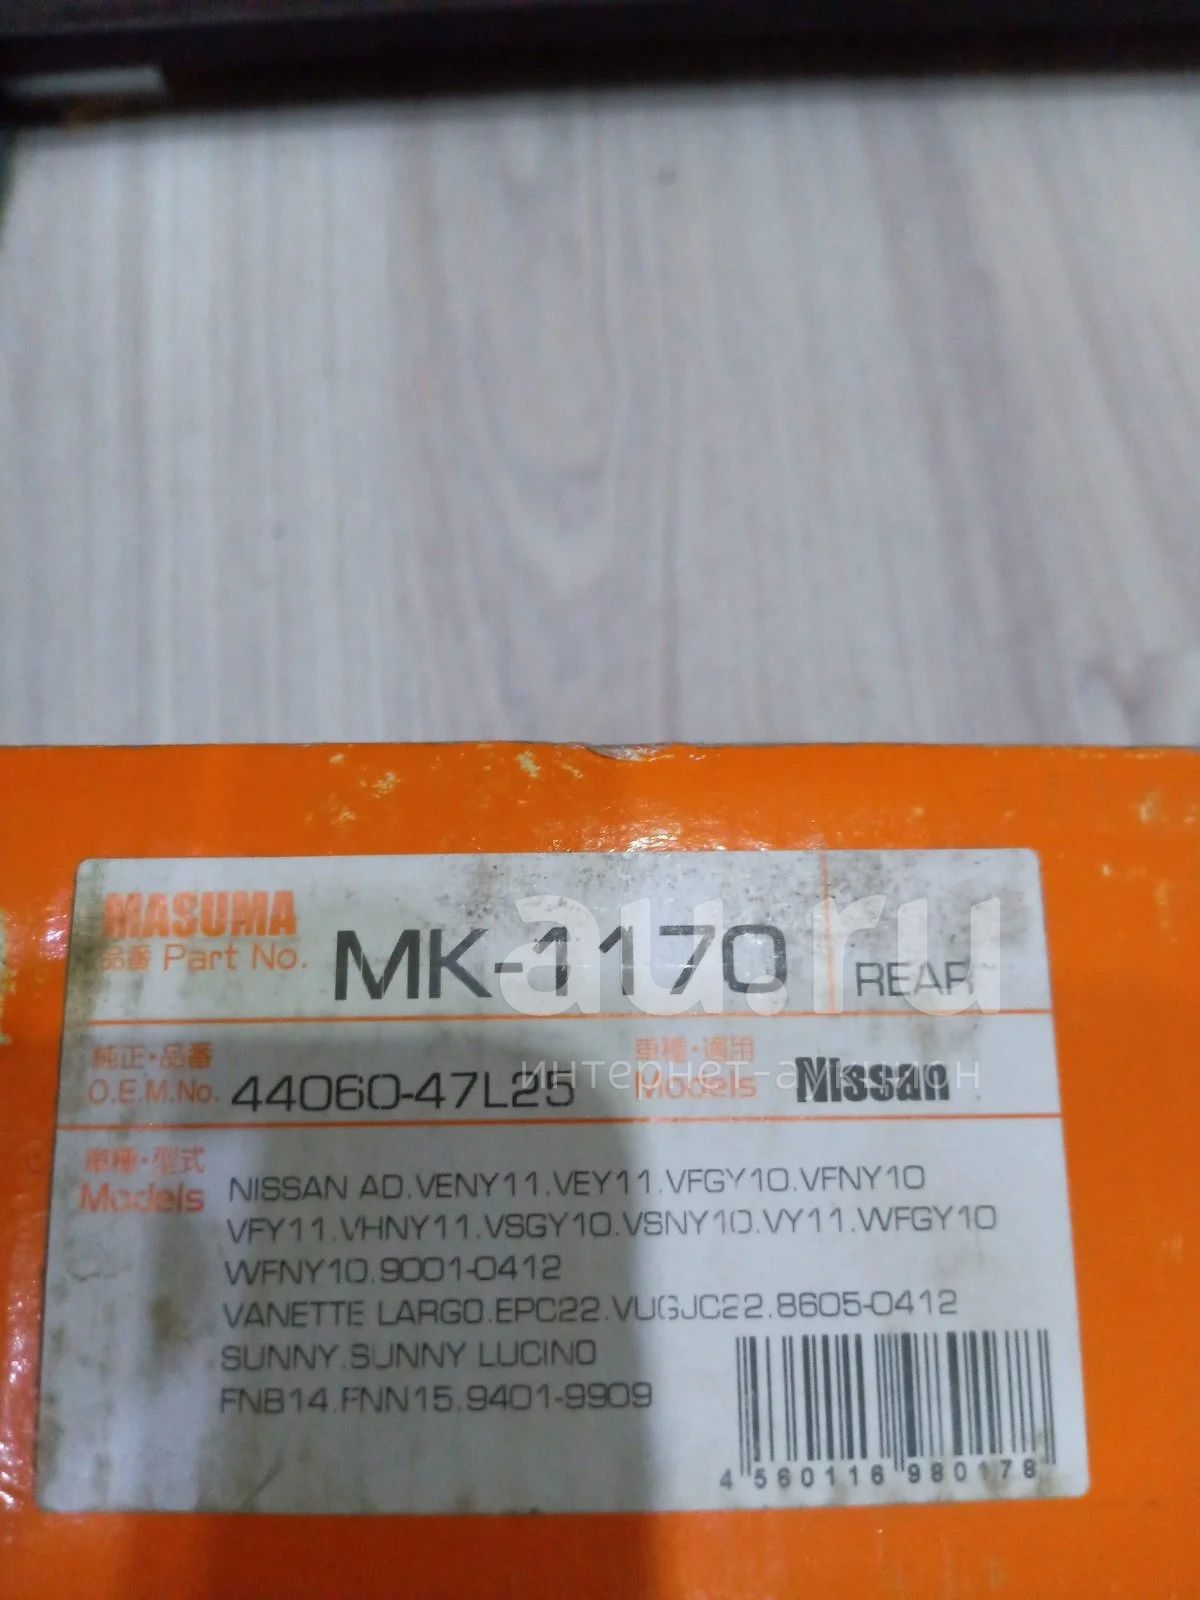 MASUMA
品番 Part No. MK-1170 REAR
au.ru
純正・品番 車種・適用
O.E.M.No. 44060-47L25 Models Nissan
интернет-аукцион
車種・型式
Models NISSAN AD.VENY11.VEY11.VFGY10.VFNY10
VFY11.VHNY11.VSGY10.VSNY10.VY11.WFGY10
WFNY10.9001-0412
VANETTE LARGO.EPC22.VUGJC22.8605-0412
SUNNY.SUNNY LUCINO
FNB14.FNN15.9401-9909
4 560116 980178